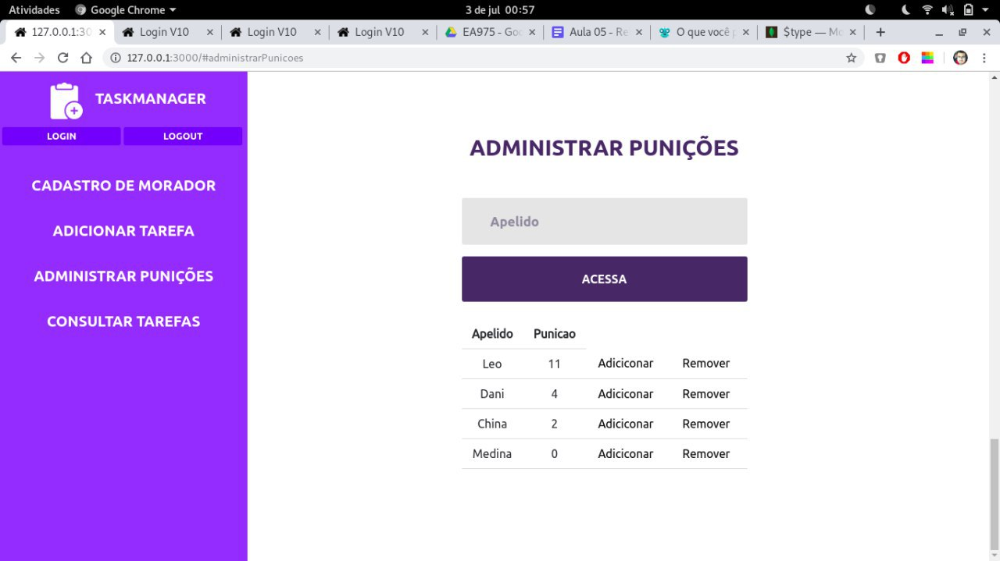 Atividades Google Chrome 3 de jul 00:57
127.0.0.1:30 Login V10 Login V10 Login V10 EA975 - Goo Aula 05 - Re O que você p $type — Mo
127.0.0.1:3000/#administrarPunicoes
TASKMANAGER
LOGIN LOGOUT
CADASTRO DE MORADOR
ADICIONAR TAREFA
ADMINISTRAR PUNIÇÕES
CONSULTAR TAREFAS
ADMINISTRAR PUNIÇÕES
Apelido
ACESSA
Apelido Punicao
Leo 11 Adiciconar Remover
Dani 4 Adiciconar Remover
China 2 Adiciconar Remover
Medina 0 Adiciconar Remover